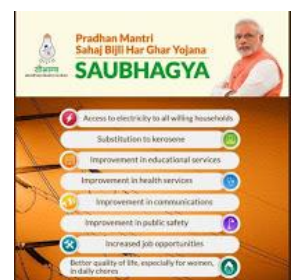 Pradhan Mantri
Sahaj Bijli Har Ghar Yojana
SAUBHAGYA
सौभाग्य
Access to electricity to all willing households
Substitution to kerosene
Improvement in educational services
Improvement in health services
Improvement in communications
Improvement in public safety
Increased job opportunities
Better quality of life, especially for women,
in daily chores